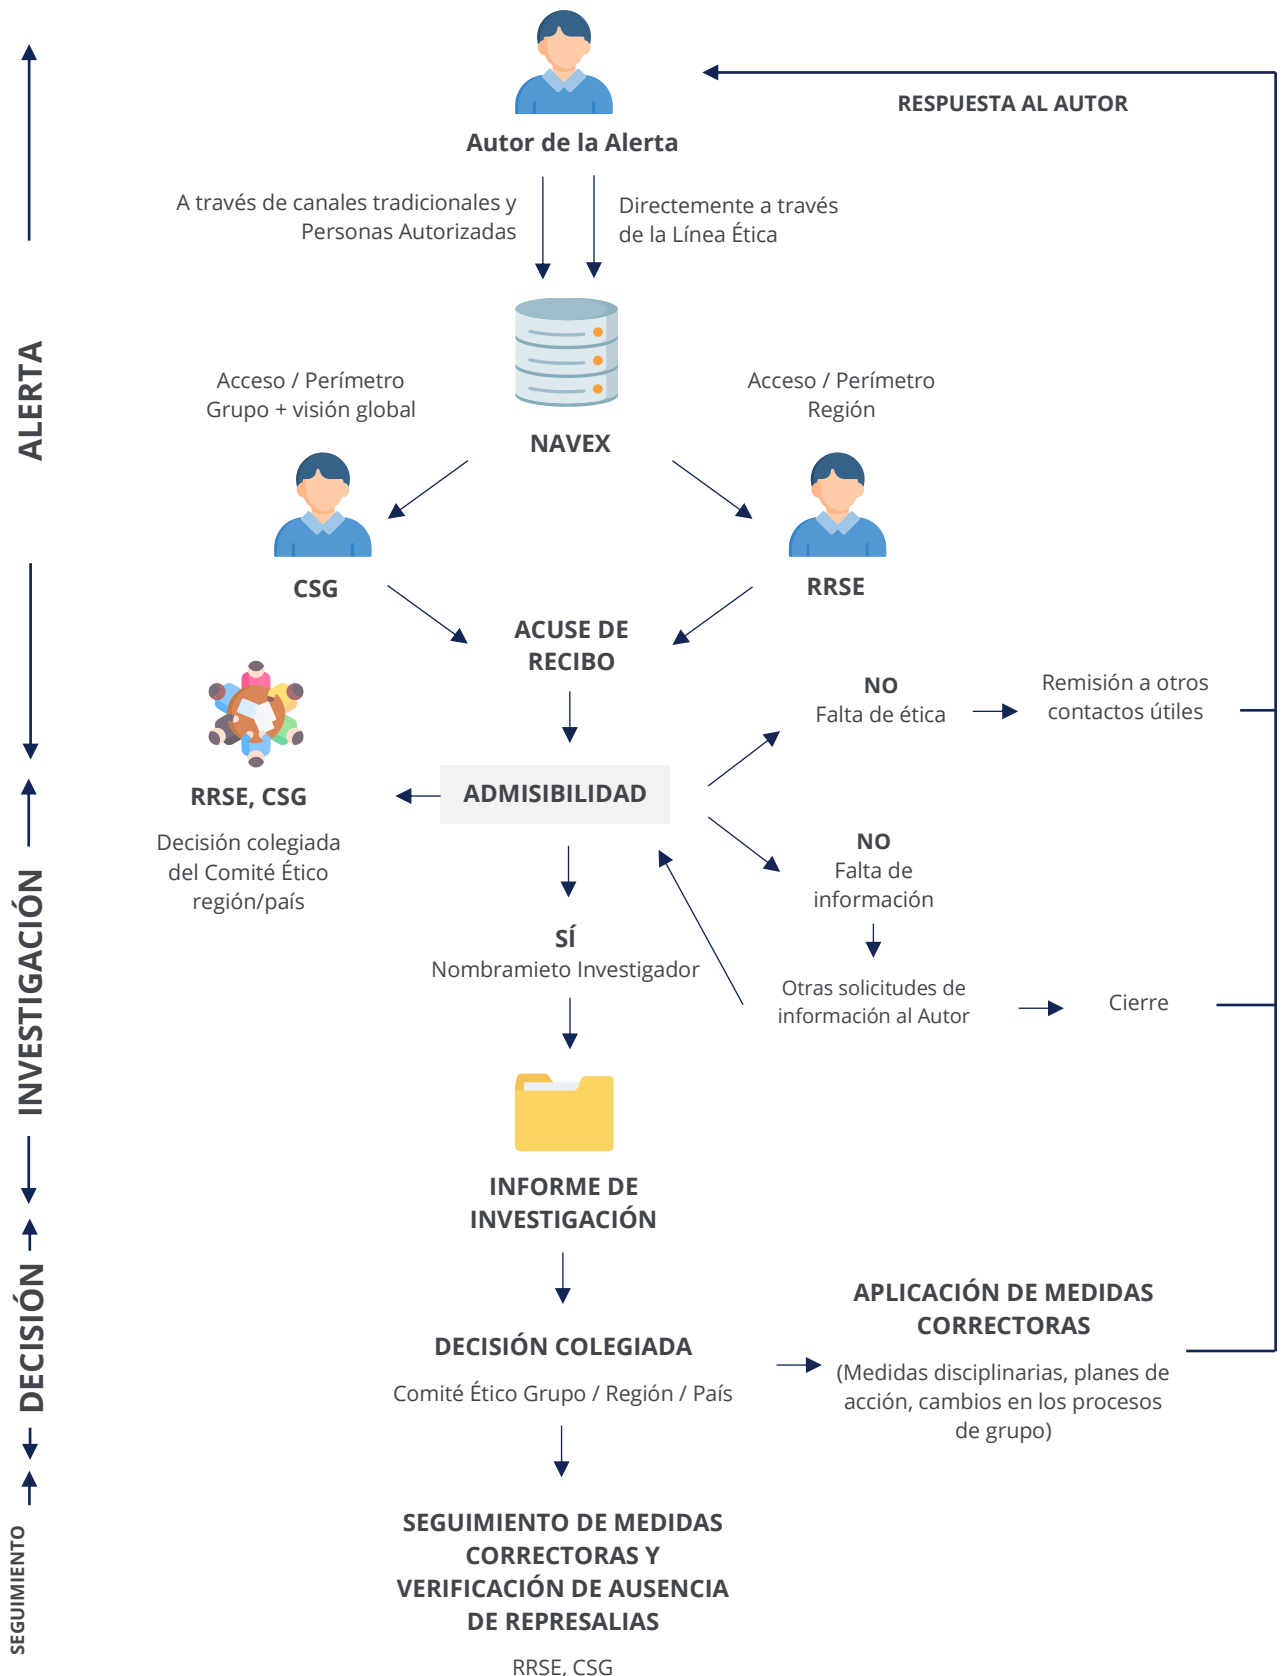 RESPUESTA AL AUTOR
Autor de la Alerta
A través de canales tradicionales y
Personas Autorizadas
Directamente a través
de la Línea Ética
ALERTA
Acceso / Perímetro
Grupo + visión global
Acceso / Perímetro
Región
NAVEX
CSG
RRSE
ACUSE DE
RECIBO
NO
Falta de ética
Remisión a otros
contactos útiles
ADMISIBILIDAD
RRSE, CSG
Decisión colegiada
del Comité Ético
región/país
NO
Falta de
información
INVESTIGACIÓN
SÍ
Nombramieto Investigador
Otras solicitudes de
información al Autor
Cierre
INFORME DE
INVESTIGACIÓN
DECISIÓN
DECISIÓN COLEGIADA
Comité Ético Grupo / Región / País
APLICACIÓN DE MEDIDAS
CORRECTORAS
(Medidas disciplinarias, planes de
acción, cambios en los procesos
de grupo)
SEGUIMIENTO
SEGUIMIENTO DE MEDIDAS
CORRECTORAS Y
VERIFICACIÓN DE AUSENCIA
DE REPRESALIAS
RRSE, CSG